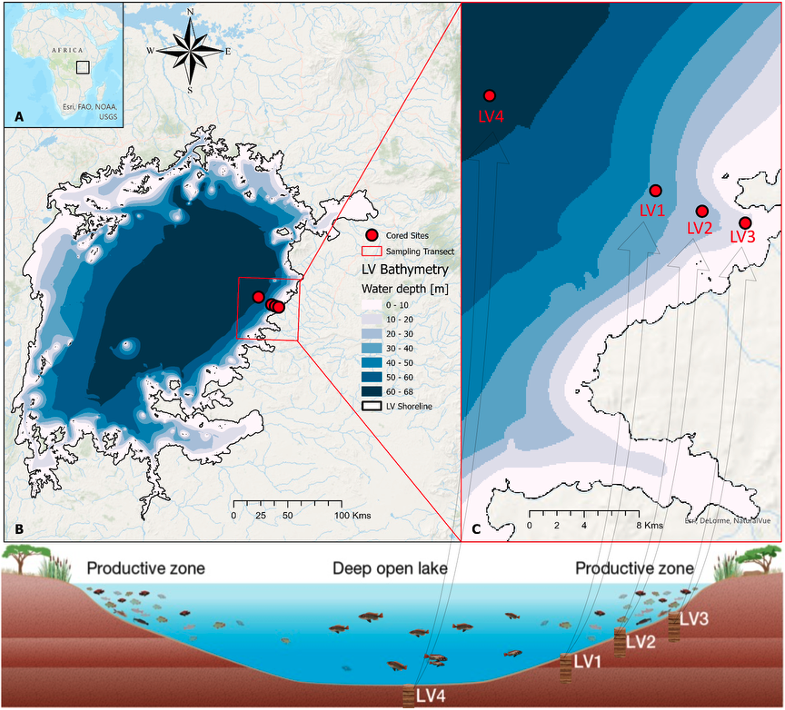 AFRICA
Esri, FAO, NOAA,
USGS
A
N
W
E
S
Cored Sites
Sampling Transect
LV Bathymetry
Water depth [m]
0 - 10
10 - 20
20 - 30
30 - 40
40 - 50
50 - 60
60 - 68
LV Shoreline
0 25 50 100 Kms
B
LV4
LV1
LV2
LV3
0 2 4 8 Kms
Esri, DeLorme, NaturalVue
C
Productive zone
Deep open lake
Productive zone
LV3
LV2
LV1
LV4